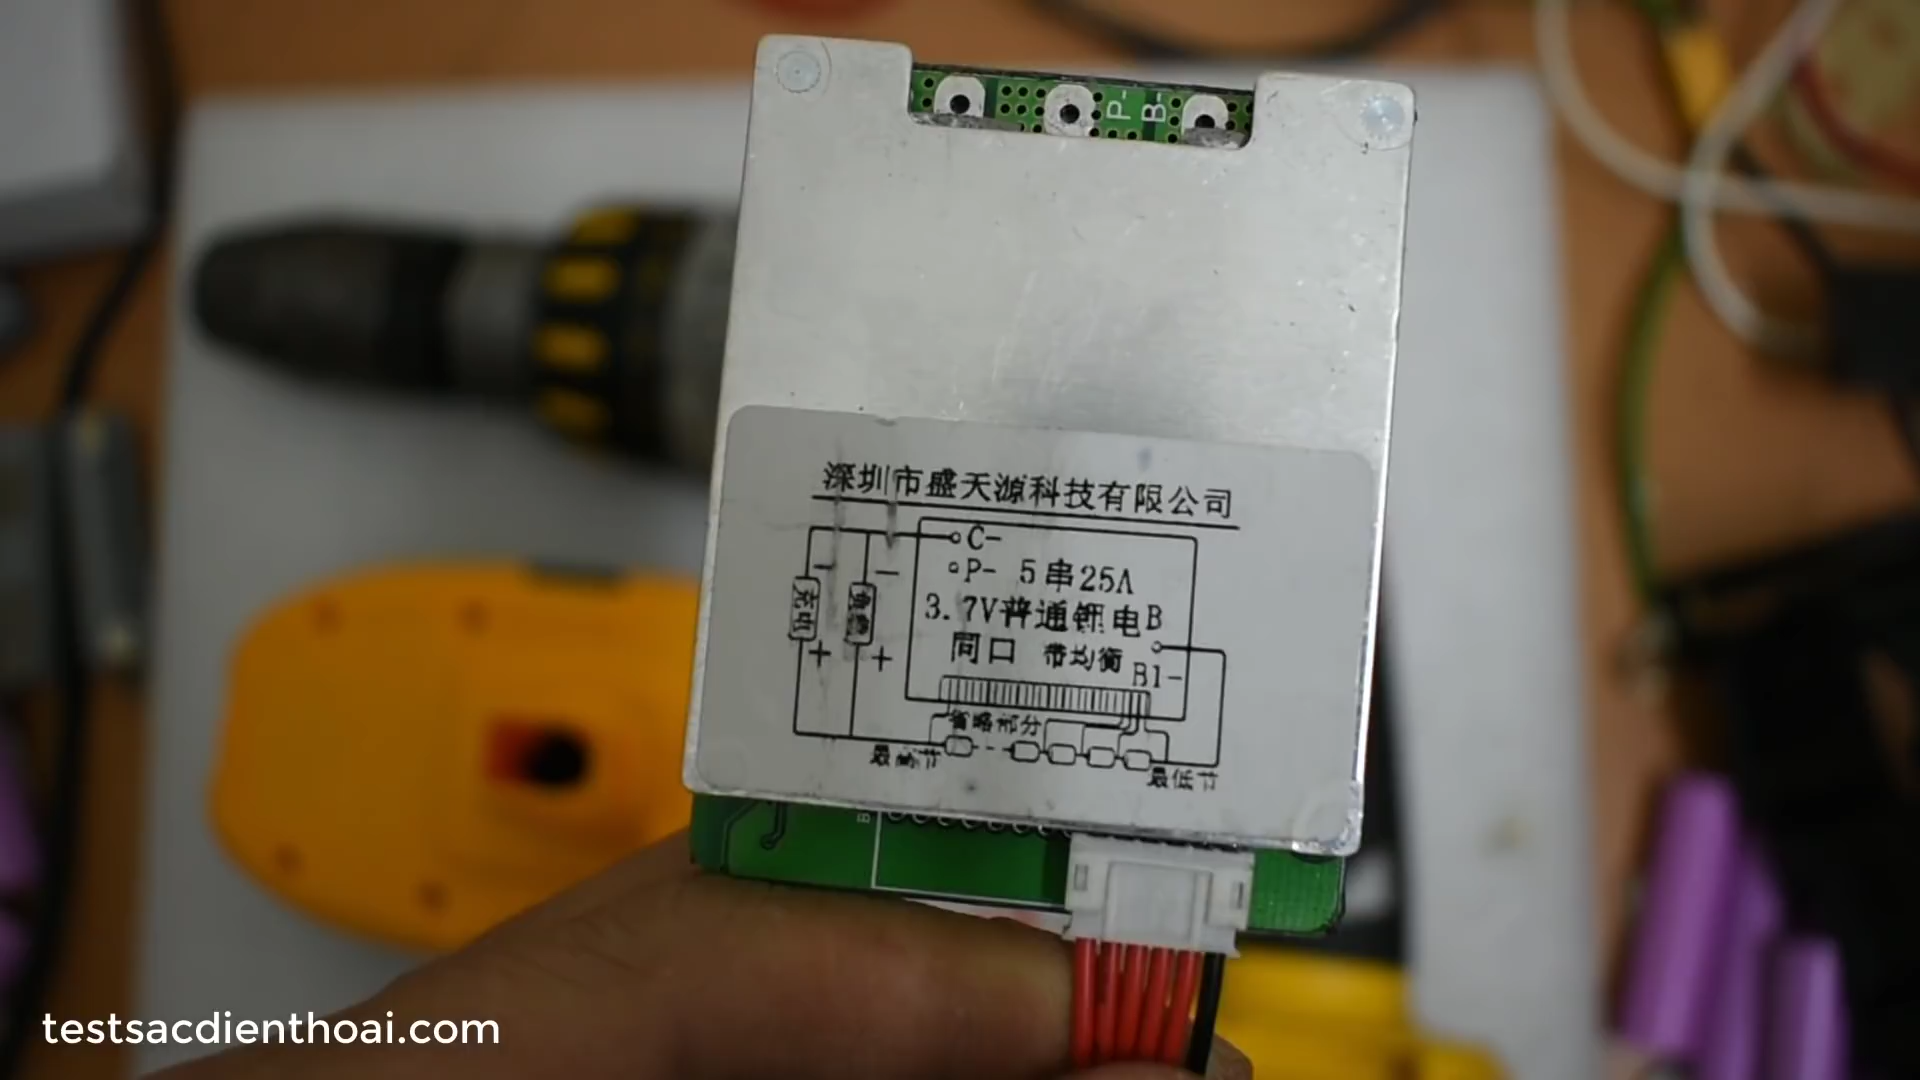 P-
B-
深圳市盛天源科技有限公司
C-
P- 5串25A
3.7V普通锂电B
同口 带均衡
B1-
充电
负载
-
-
+
+
省略部分
最高节
最低节
B
testsacdienthoai.com